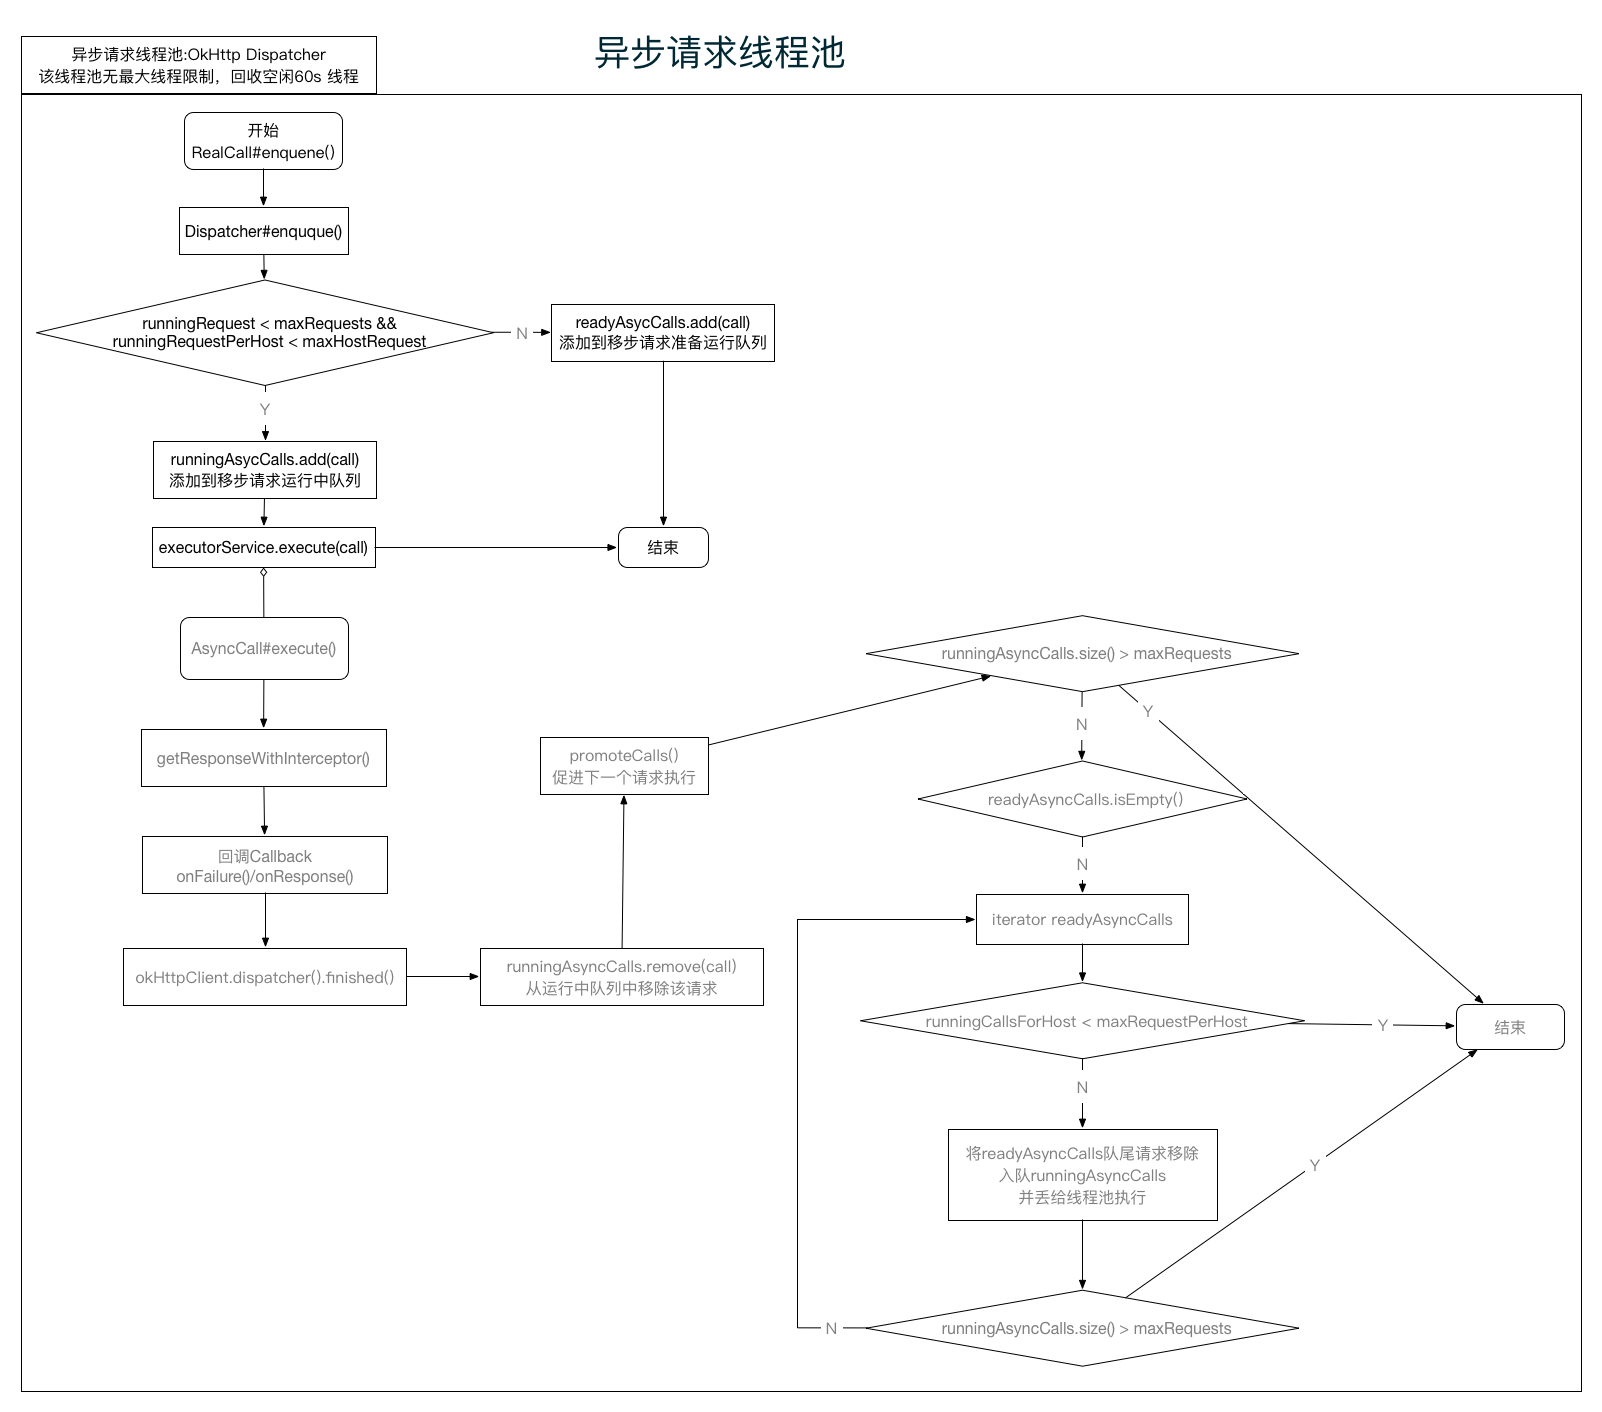 异步请求线程池
异步请求线程池:OkHttp Dispatcher
该线程池无最大线程限制，回收空闲60s 线程
开始
RealCall#enquene()
Dispatcher#enquque()
runningRequest < maxRequests &&
runningRequestPerHost < maxHostRequest
N
readyAsycCalls.add(call)
添加到移步请求准备运行队列
Y
runningAsycCalls.add(call)
添加到移步请求运行中队列
executorService.execute(call)
结束
AsyncCall#execute()
getResponseWithInterceptor()
回调Callback
onFailure()/onResponse()
okHttpClient.dispatcher().finished()
runningAsyncCalls.remove(call)
从运行中队列中移除该请求
promoteCalls()
促进下一个请求执行
runningAsyncCalls.size() > maxRequests
Y
N
readyAsyncCalls.isEmpty()
N
iterator readyAsyncCalls
runningCallsForHost < maxRequestPerHost
Y
结束
N
将readyAsyncCalls队尾请求移除
入队runningAsyncCalls
并丢给线程池执行
Y
runningAsyncCalls.size() > maxRequests
N